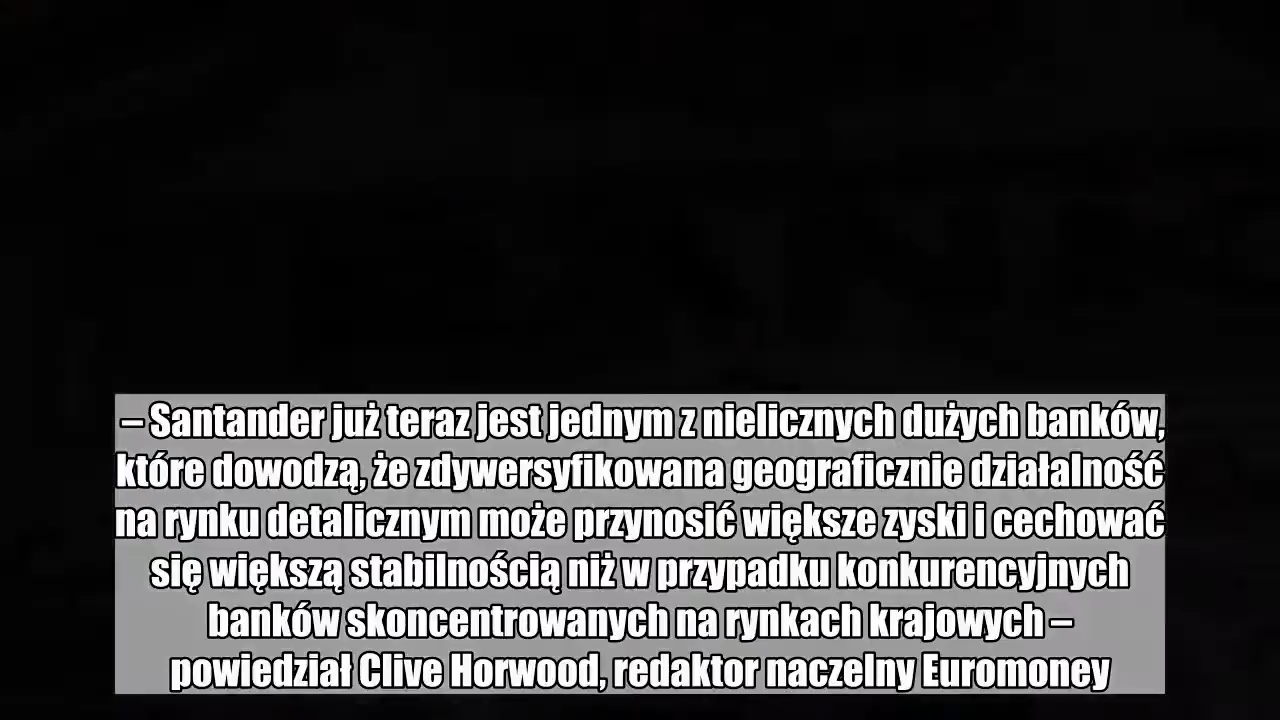 – Santander już teraz jest jednym z nielicznych dużych banków,
które dowodzą, że zdywersyfikowana geograficznie działalność
na rynku detalicznym może przynosić większe zyski i cechować
się większą stabilnością niż w przypadku konkurencyjnych
banków skoncentrowanych na rynkach krajowych –
powiedział Clive Horwood, redaktor naczelny Euromoney